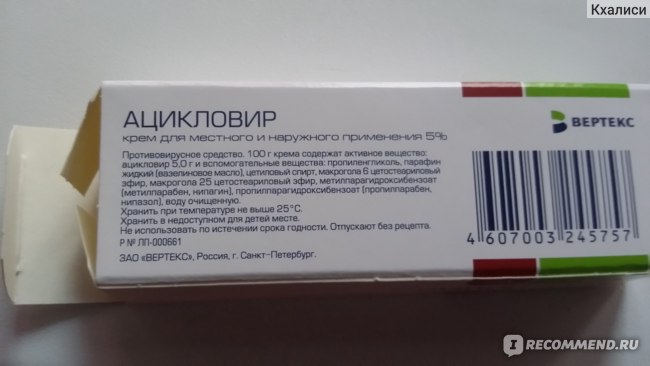 Кхалиси
АЦИКЛОВИР
крем для местного и наружного применения 5%
ВЕРТЕКС
Противовирусное средство. 100 г крема содержат активное вещество:
ацикловир 5,0 г и вспомогательные вещества: пропиленгликоль, парафин
жидкий (вазелиновое масло), цетиловый спирт, макрогола 6 цетостеариловый
эфир, макрогола 25 цетостеариловый эфир, метилпарагидроксибензоат
(метилпарабен, нипагин), пропилпарагидроксибензоат (пропилпарабен,
нипазол), воду очищенную.
Хранить при температуре не выше 25°С.
Хранить в недоступном для детей месте.
Не использовать по истечении срока годности. Отпускают без рецепта.
Р № ЛП-000661
ЗАО «ВЕРТЕКС», Россия, г. Санкт-Петербург.
4 607003 245757
IRECOMMEND.RU